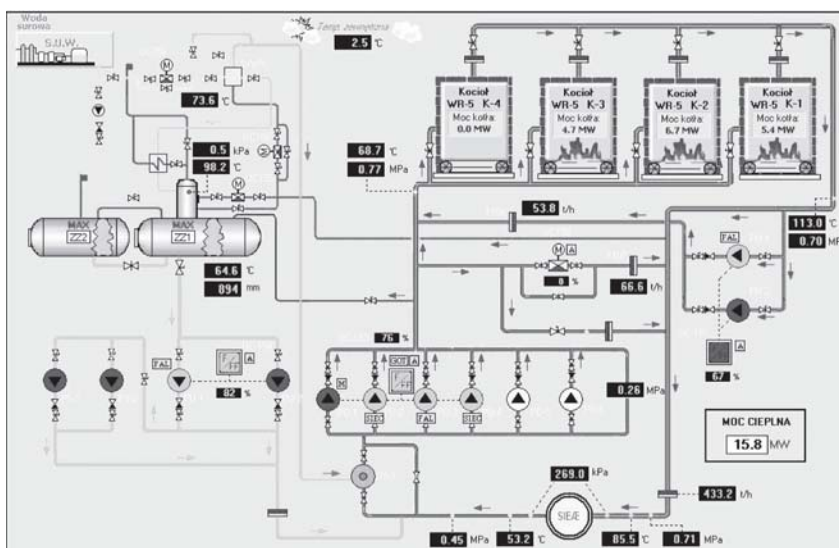 Woda
surowa
S.U.W.
Temp. zewnętrzna
2.5 °C
M
73.6 °C
0.5 kPa
98.2 °C
M
Kocioł
WR-5 K-4
Moc kotła:
0.0 MW
Kocioł
WR-5 K-3
Moc kotła:
4.7 MW
Kocioł
WR-5 K-2
Moc kotła:
6.7 MW
Kocioł
WR-5 K-1
Moc kotła:
5.4 MW
68.7 °C
0.77 MPa
53.8 t/h
113.0 °C
0.70 MP
MAX
ZZ2
MAX
ZZ1
64.6 °C
894 mm
M A
0 %
66.6 t/h
FAL
67 %
76 %
FAL
A
82 %
M
GOT A
SIEC
FAL
SIEC
0.26 MPa
MOC CIEPLNA
15.8 MW
269.0 kPa
433.2 t/h
SIEĆ
0.45 MPa
53.2 °C
85.5 °C
0.71 MPa